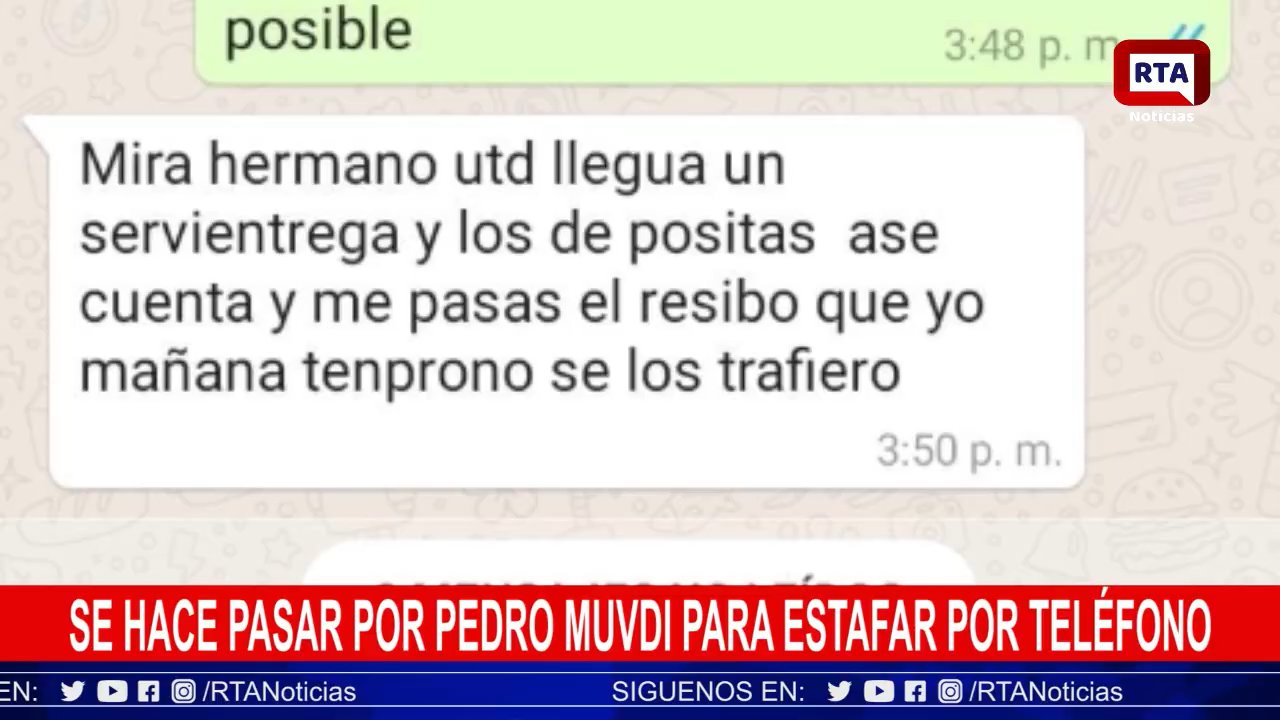 posible
3:48 p. m
RTA
Noticias
Mira hermano utd llegua un
servientrega y los de positas  ase
cuenta y me pasas el resibo que yo
mañana tenprono se los trafiero
3:50 p. m.
SE HACE PASAR POR PEDRO MUVDI PARA ESTAFAR POR TELÉFONO
EN: /RTANoticias SIGUENOS EN: /RTANoticias